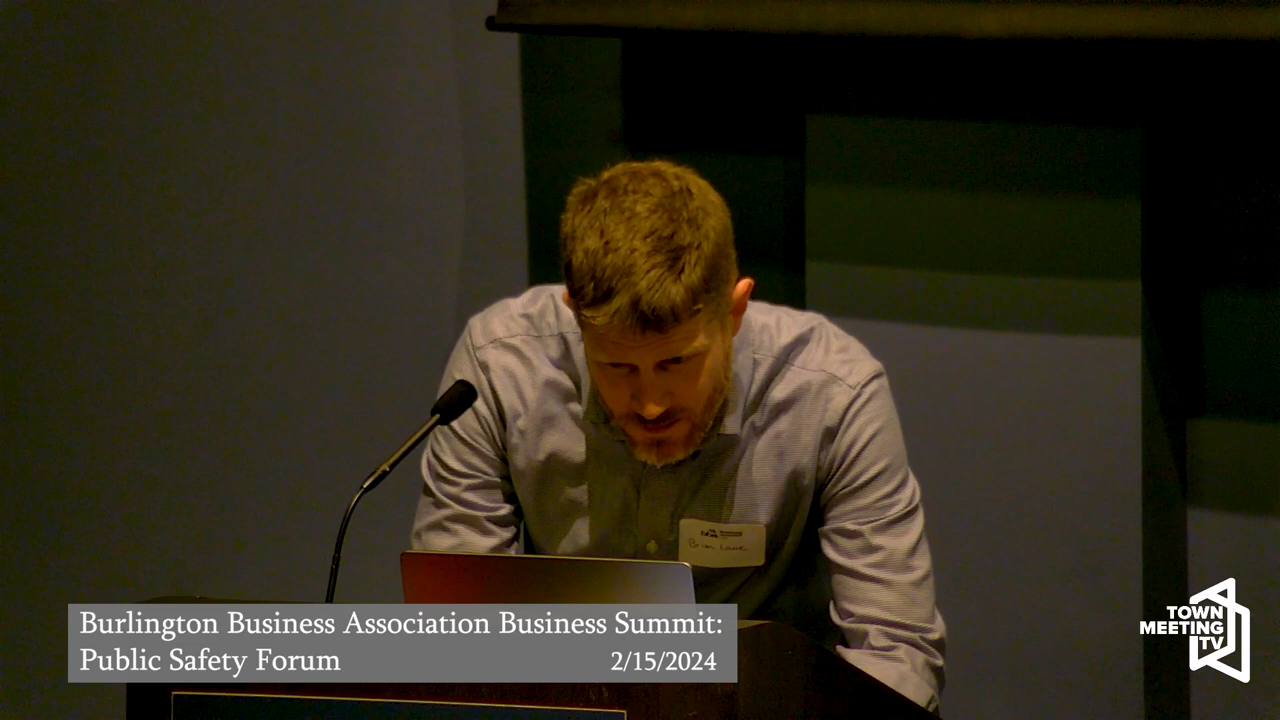 Burlington Business Association Business Summit:
Public Safety Forum 2/15/2024
TOWN
MEETING
TV